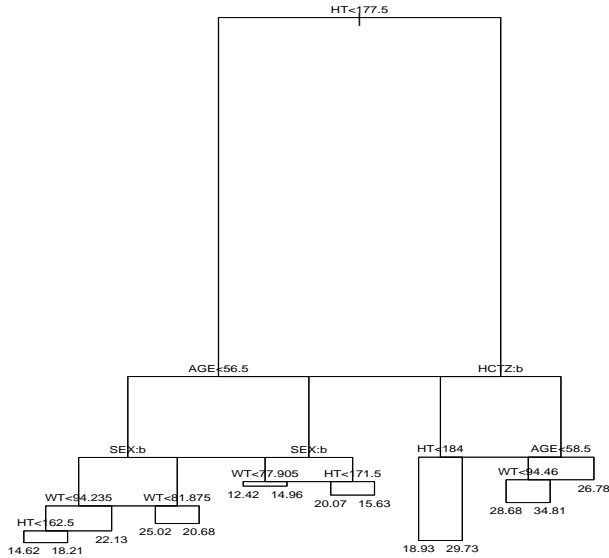 HT<177.5
AGE<56.5 HCTZ:b
SEX:b SEX:b HT<184 AGE<58.5
WT<77.905 HT<171.5 WT<94.46
12.42 14.96 26.78
WT<94.235 WT<81.875 20.07 15.63
28.68 34.81
HT<162.5 22.13 25.02 20.68
14.62 18.21 18.93 29.73